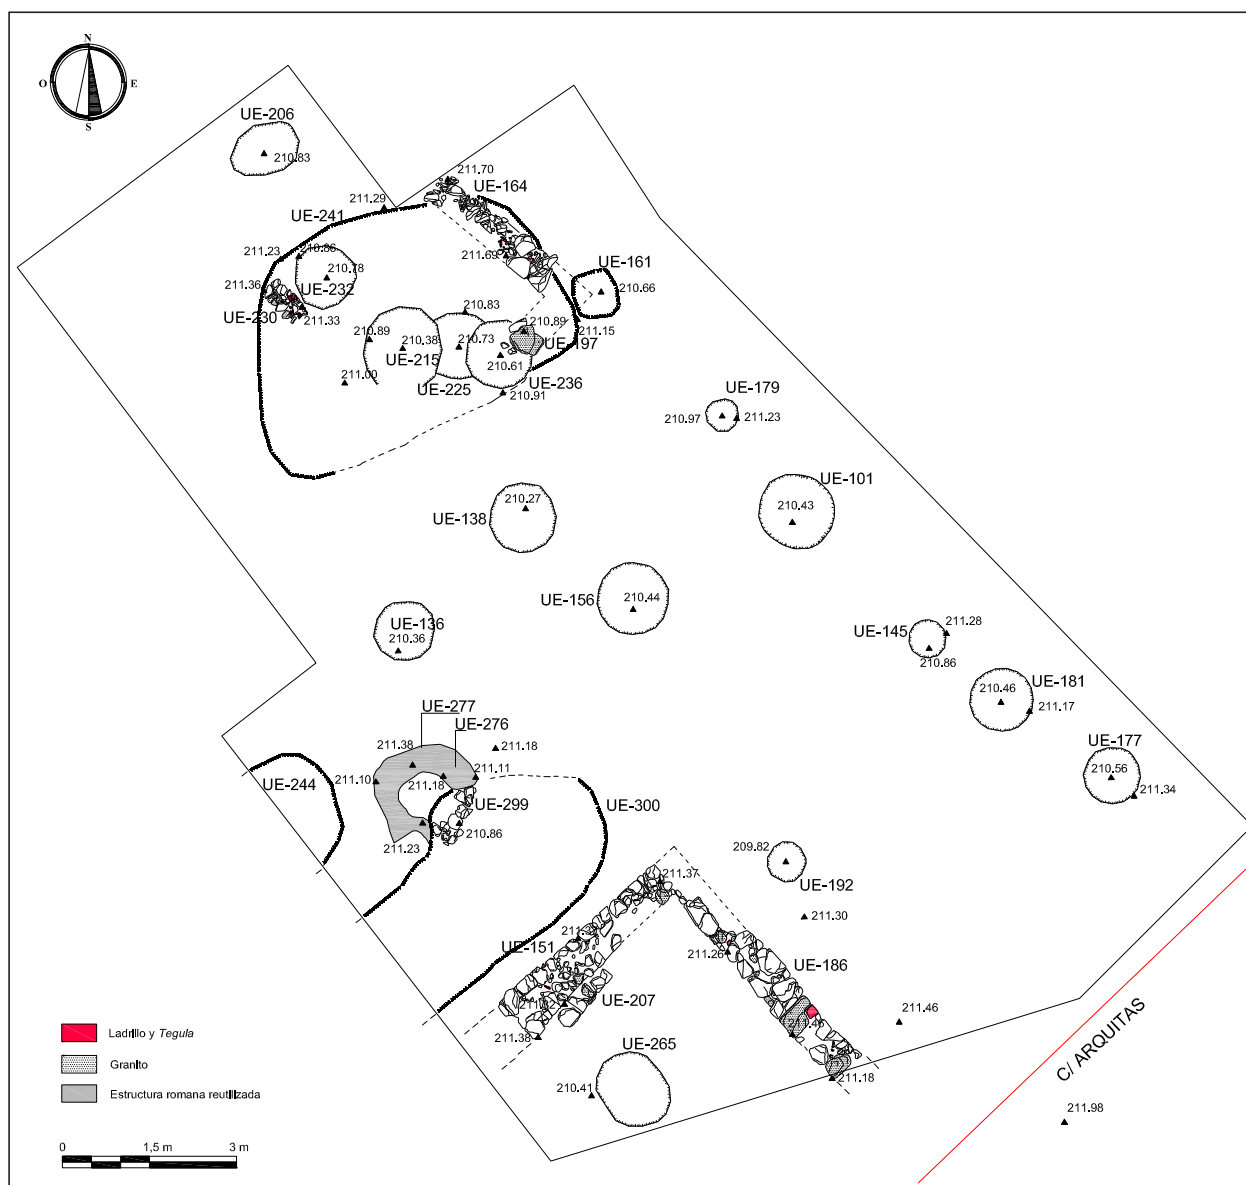 N
O
E
S
UE-206
210.83
211.70
UE-164
211.29
UE-241
211.23
210.86
211.69
UE-161
210.78
211.36
UE-232
210.66
UE-230
211.33
210.83
210.89
211.15
210.89
210.38
210.73
UE-197
UE-215
210.61
211.00
UE-225
UE-236
210.91
UE-179
210.97
211.23
UE-101
210.27
210.43
UE-138
UE-156
210.44
UE-136
210.36
UE-145
211.28
210.86
UE-181
210.46
211.17
UE-277
UE-276
UE-177
211.38
211.18
210.56
UE-244
211.10
211.18
211.11
211.34
UE-299
UE-300
210.86
211.23
209.82
211.37
UE-192
211.30
UE-151
211.26
UE-186
UE-207
211.38
211.46
UE-265
211.18
210.41
C/ ARQUITAS
211.98
Ladrillo y Tegula
Granito
Estructura romana reutilizada
0 1,5 m 3 m